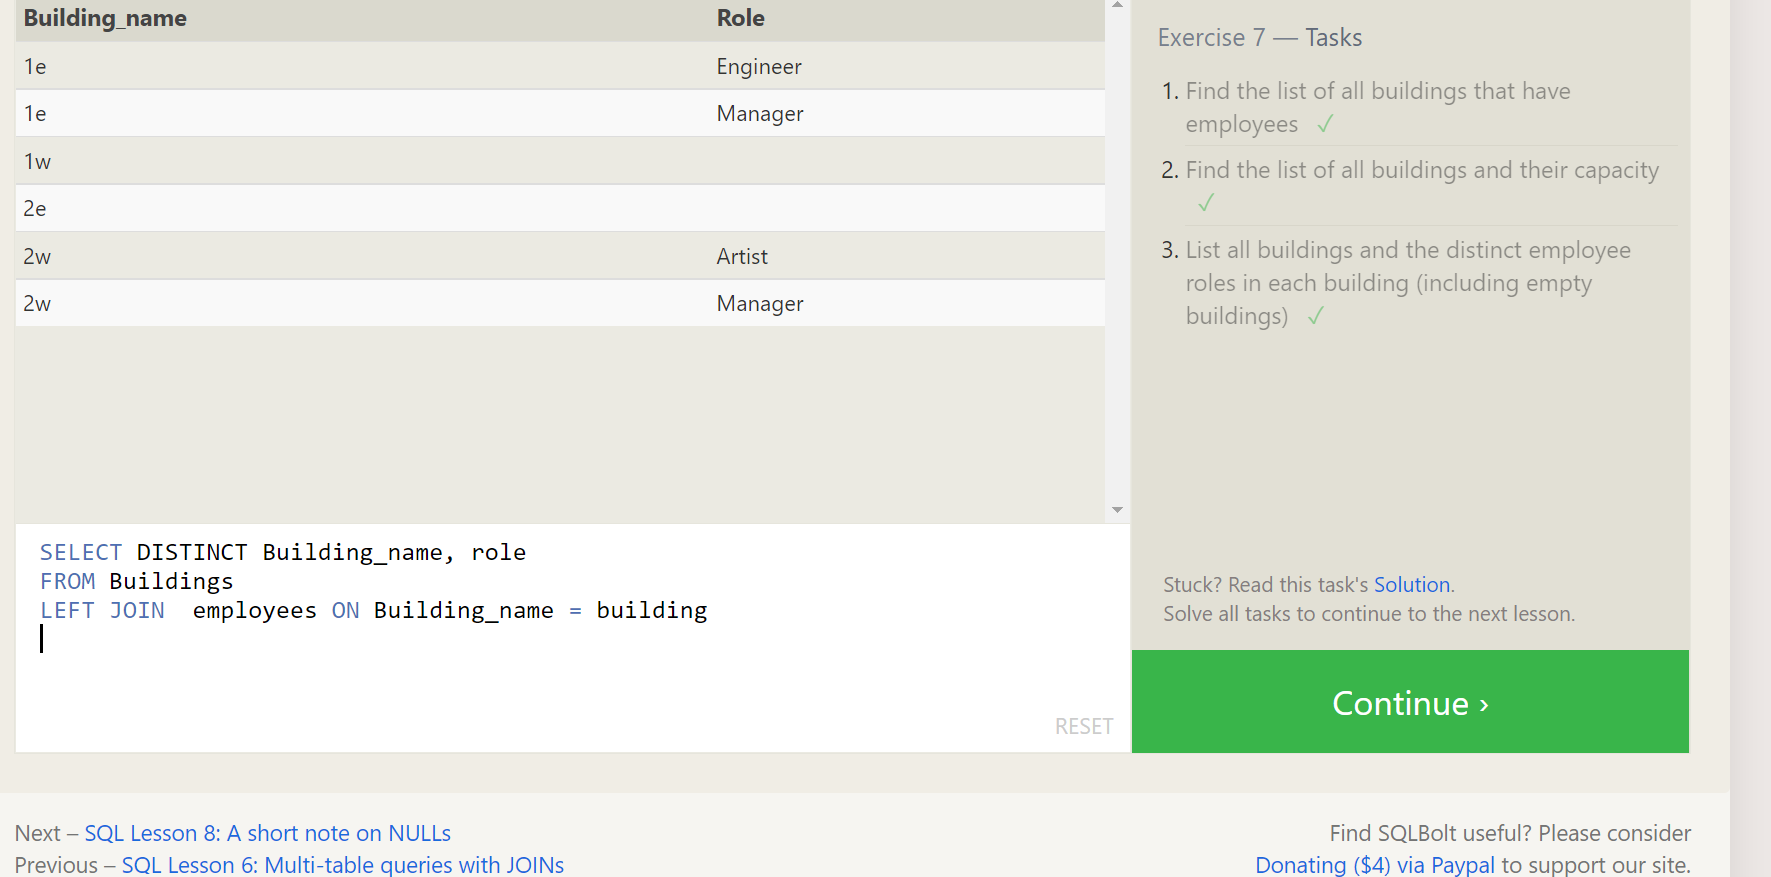 Building_name Role
1e Engineer
1e Manager
1w
2e
2w Artist
2w Manager
SELECT DISTINCT Building_name, role
FROM Buildings
LEFT JOIN  employees ON Building_name = building
RESET
Exercise 7 — Tasks
1. Find the list of all buildings that have
employees ✓
2. Find the list of all buildings and their capacity
✓
3. List all buildings and the distinct employee
roles in each building (including empty
buildings) ✓
Stuck? Read this task's Solution.
Solve all tasks to continue to the next lesson.
Continue ›
Next – SQL Lesson 8: A short note on NULLs
Previous – SQL Lesson 6: Multi-table queries with JOINs
Find SQLBolt useful? Please consider
Donating ($4) via Paypal to support our site.